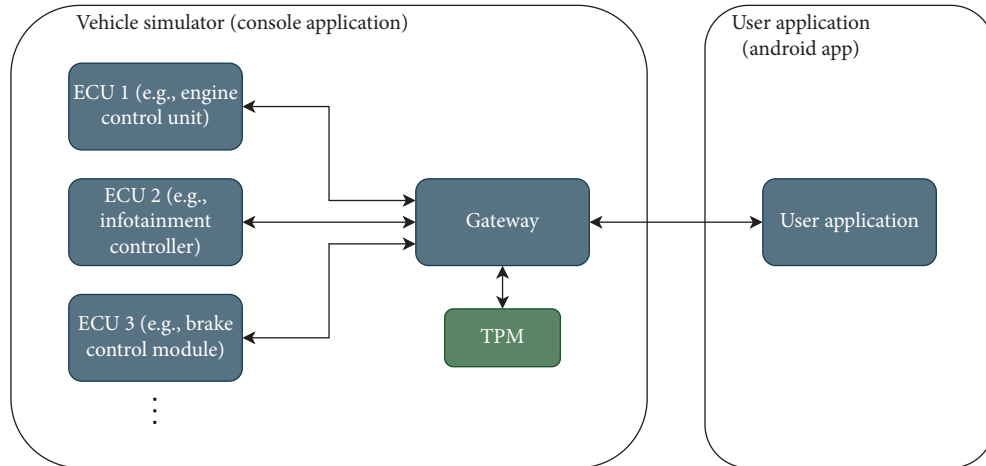 Vehicle simulator (console application)
User application
(android app)
ECU 1 (e.g., engine
control unit)
ECU 2 (e.g.,
infotainment
controller)
Gateway
User application
ECU 3 (e.g., brake
control module)
TPM